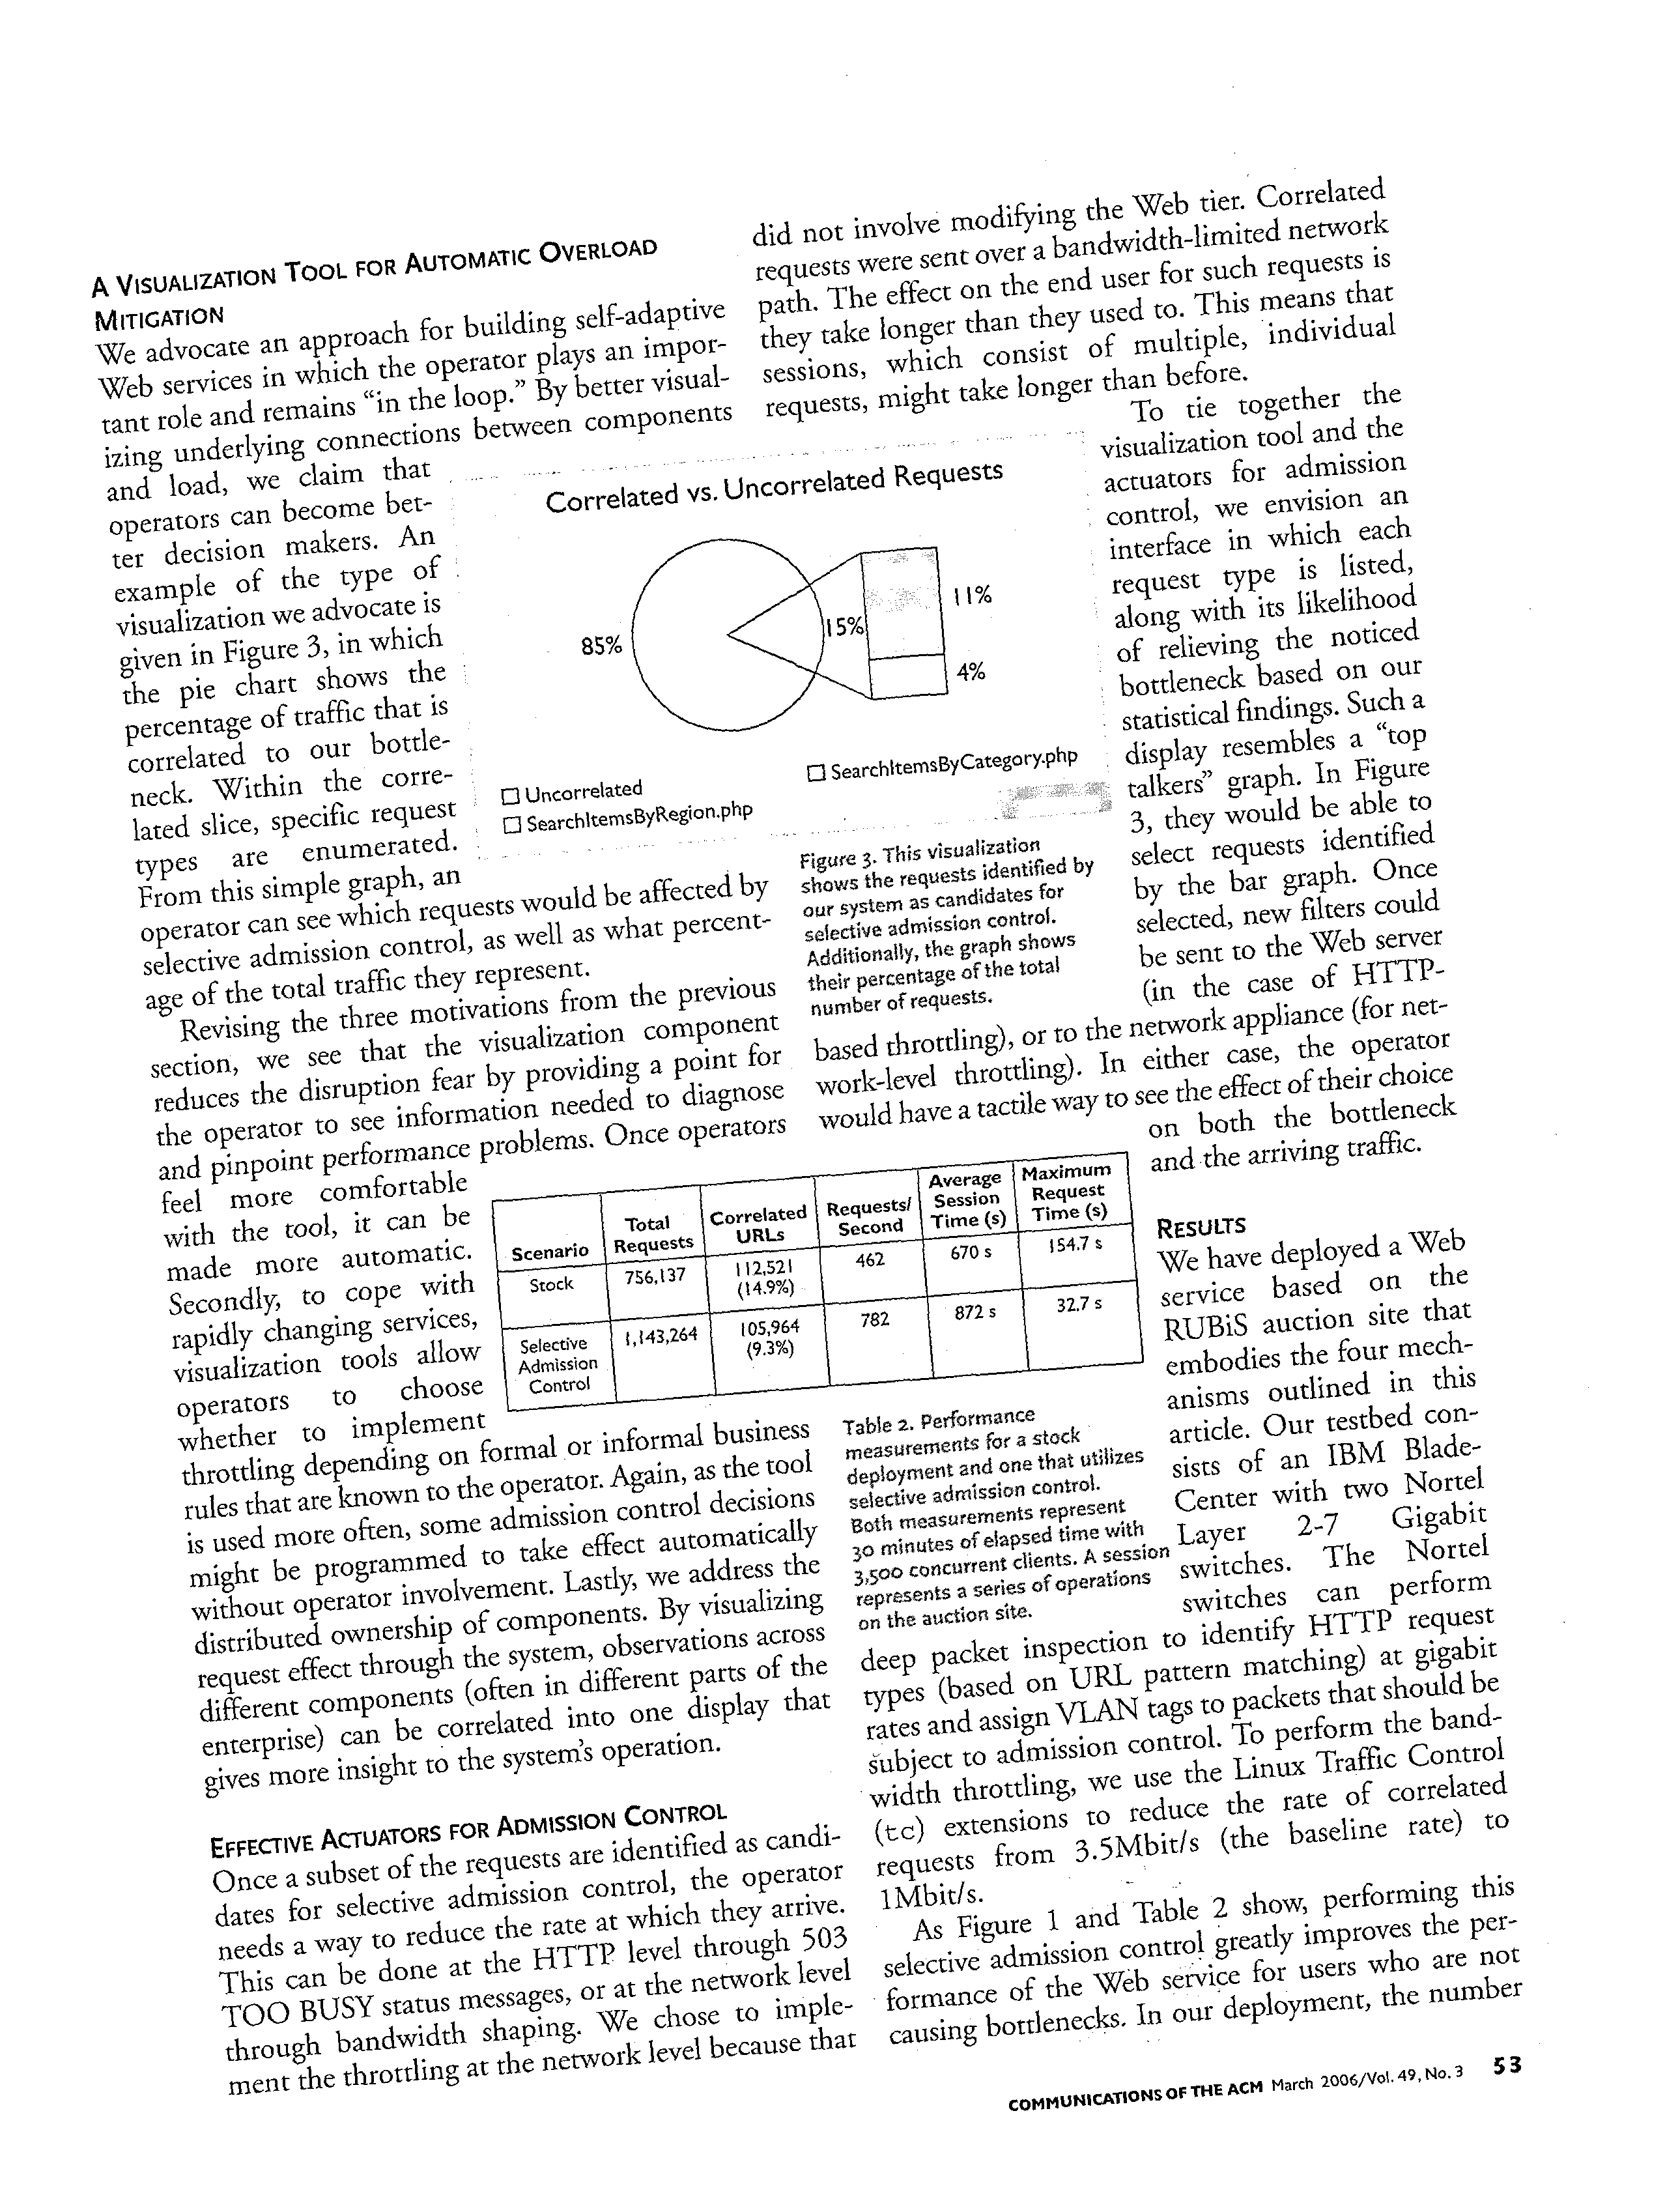 A VISUALIZATION TOOL FOR AUTOMATIC OVERLOAD
MITIGATION
We advocate an approach for building self-adaptive
Web services in which the operator plays an impor-
tant role and remains “in the loop.” By better visual-
izing underlying connections between components
and load, we claim that
operators can become bet-
ter decision makers. An
example of the type of
visualization we advocate is
given in Figure 3, in which
the pie chart shows the
percentage of traffic that is
correlated to our bottle-
neck. Within the corre-
lated slice, specific request
types are enumerated.
From this simple graph, an
operator can see which requests would be affected by
selective admission control, as well as what percent-
age of the total traffic they represent.
Revising the three motivations from the previous
section, we see that the visualization component
reduces the disruption fear by providing a point for
the operator to see information needed to diagnose
and pinpoint performance problems. Once operators
feel more comfortable
with the tool, it can be
made more automatic.
Secondly, to cope with
rapidly changing services,
visualization tools allow
operators to choose
whether to implement
throttling depending on formal or informal business
rules that are known to the operator. Again, as the tool
is used more often, some admission control decisions
might be programmed to take effect automatically
without operator involvement. Lastly, we address the
distributed ownership of components. By visualizing
request effect through the system, observations across
different components (often in different parts of the
enterprise) can be correlated into one display that
gives more insight to the system’s operation.
EFFECTIVE ACTUATORS FOR ADMISSION CONTROL
Once a subset of the requests are identified as candi-
dates for selective admission control, the operator
needs a way to reduce the rate at which they arrive.
This can be done at the HTTP level through 503
TOO BUSY status messages, or at the network level
through bandwidth shaping. We chose to imple-
ment the throttling at the network level because that
did not involve modifying the Web tier. Correlated
requests were sent over a bandwidth-limited network
path. The effect on the end user for such requests is
they take longer than they used to. This means that
sessions, which consist of multiple, individual
requests, might take longer than before.
To tie together the
visualization tool and the
actuators for admission
control, we envision an
interface in which each
request type is listed,
along with its likelihood
of relieving the noticed
bottleneck based on our
statistical findings. Such a
display resembles a “top
talkers” graph. In Figure
3, they would be able to
select requests identified
by the bar graph. Once
selected, new filters could
be sent to the Web server
(in the case of HTTP-
based throttling), or to the network appliance (for net-
work-level throttling). In either case, the operator
would have a tactile way to see the effect of their choice
on both the bottleneck
and the arriving traffic.
RESULTS
We have deployed a Web
service based on the
RUBiS auction site that
embodies the four mech-
anisms outlined in this
article. Our testbed con-
sists of an IBM Blade-
Center with two Nortel
Layer 2-7 Gigabit
switches. The Nortel
switches can perform
deep packet inspection to identify HTTP request
types (based on URL pattern matching) at gigabit
rates and assign VLAN tags to packets that should be
subject to admission control. To perform the band-
width throttling, we use the Linux Traffic Control
(tc) extensions to reduce the rate of correlated
requests from 3.5Mbit/s (the baseline rate) to
1Mbit/s.
As Figure 1 and Table 2 show, performing this
selective admission control greatly improves the per-
formance of the Web service for users who are not
causing bottlenecks. In our deployment, the number
Correlated vs. Uncorrelated Requests
85%
15%
11%
4%
Uncorrelated
SearchItemsByRegion.php
SearchItemsByCategory.php
Figure 3. This visualization
shows the requests identified by
our system as candidates for
selective admission control.
Additionally, the graph shows
their percentage of the total
number of requests.
Scenario Total Requests Correlated URLs Requests/Second Average Session Time (s) Maximum Request Time (s)
Stock 756,137 112,521 (14.9%) 462 670 s 154.7 s
Selective Admission Control 1,143,264 105,964 (9.3%) 782 872 s 32.7 s
Table 2. Performance
measurements for a stock
deployment and one that utilizes
selective admission control.
Both measurements represent
30 minutes of elapsed time with
3,500 concurrent clients. A session
represents a series of operations
on the auction site.
COMMUNICATIONS OF THE ACM March 2006/Vol. 49, No. 3 53